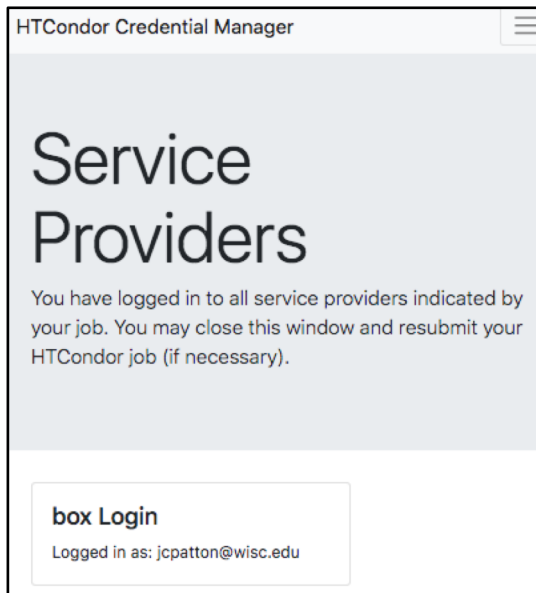 HTCondor Credential Manager
Service
Providers
You have logged in to all service providers indicated by
your job. You may close this window and resubmit your
HTCondor job (if necessary).
box Login
Logged in as: jcpatton@wisc.edu